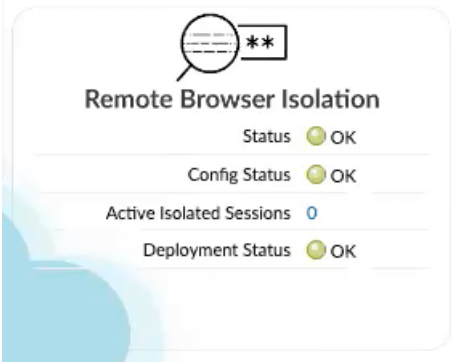 **
Remote Browser Isolation
Status OK
Config Status OK
Active Isolated Sessions 0
Deployment Status OK